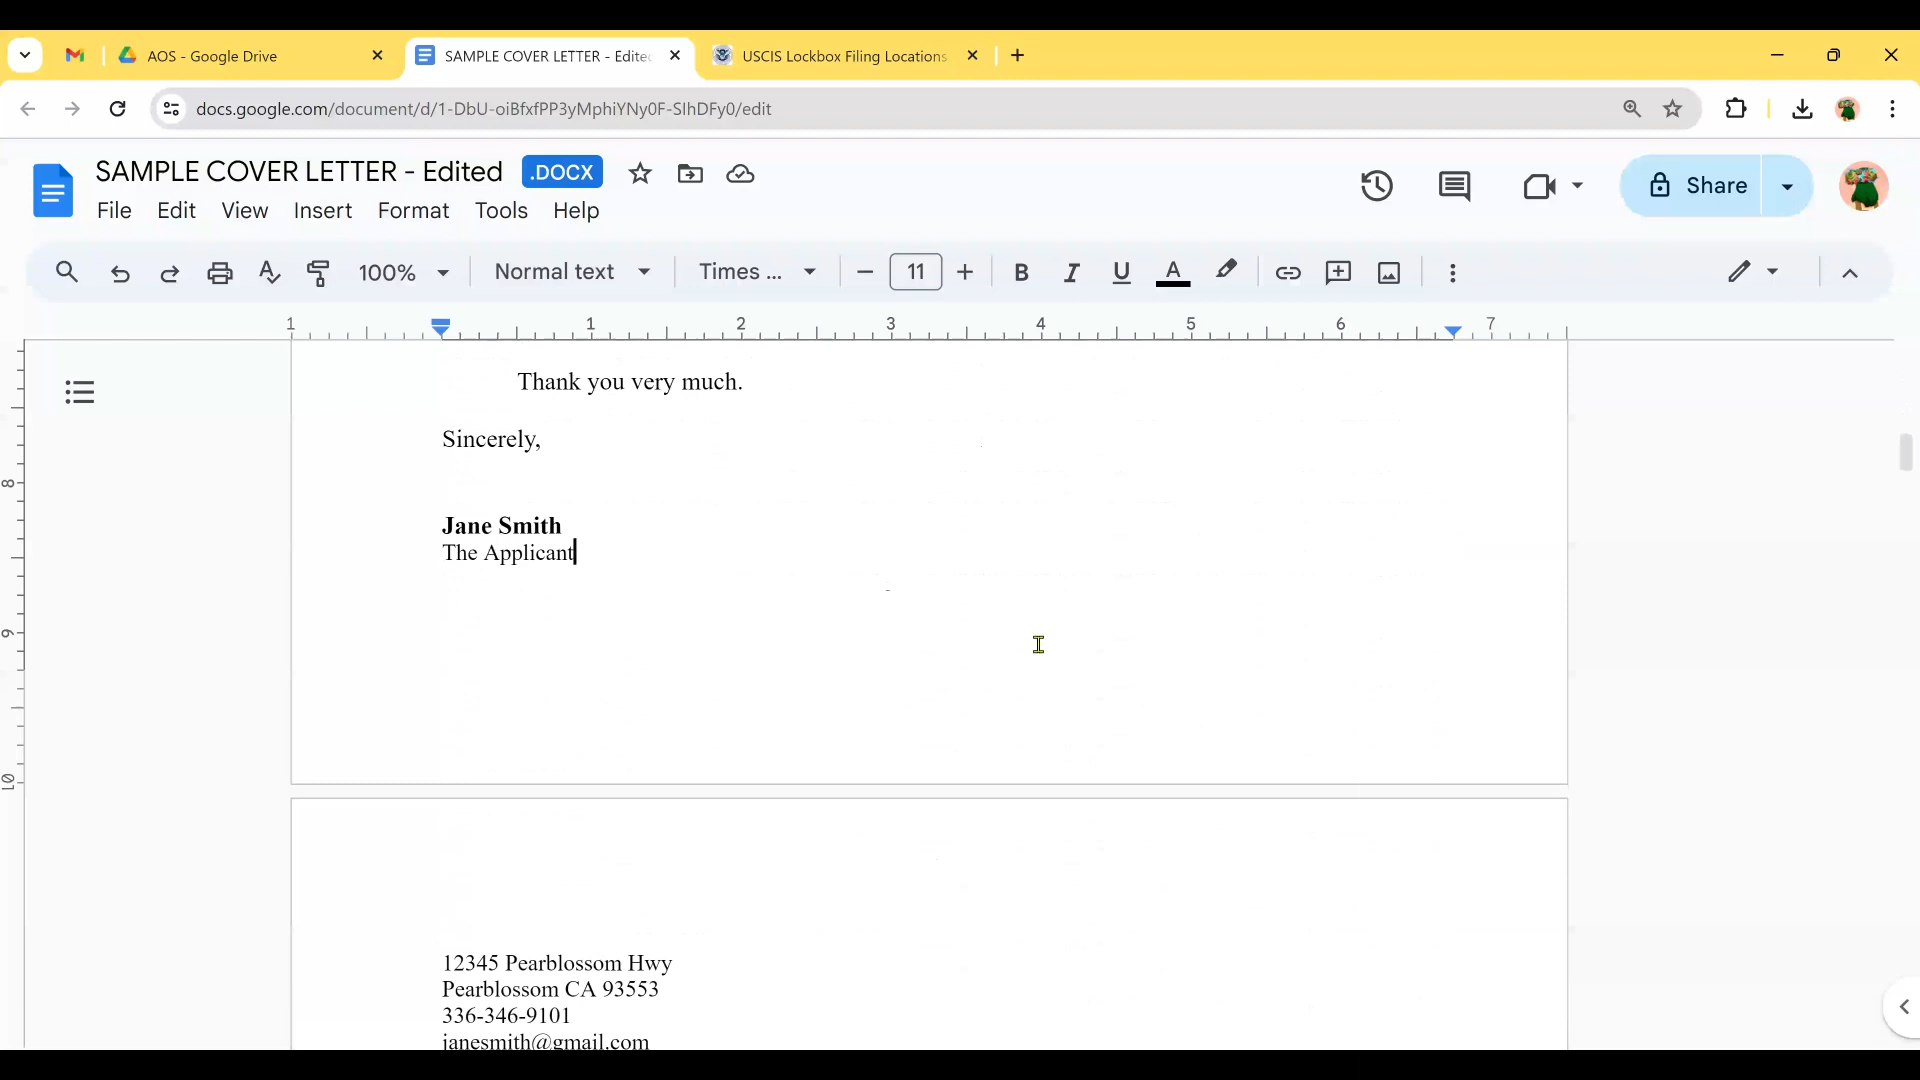 AOS - Google Drive
SAMPLE COVER LETTER - Edited
USCIS Lockbox Filing Locations
docs.google.com/document/d/1-DbU-oiBfxfPP3yMphiYNy0F-SIhDFy0/edit
SAMPLE COVER LETTER - Edited
.DOCX
Share
File Edit View Insert Format Tools Help
100% Normal text Times ... 11 B I U A
1 1 2 3 4 5 6 7
8
9
10
Thank you very much.
Sincerely,
Jane Smith
The Applicant
12345 Pearblossom Hwy
Pearblossom CA 93553
336-346-9101
janesmith@gmail.com